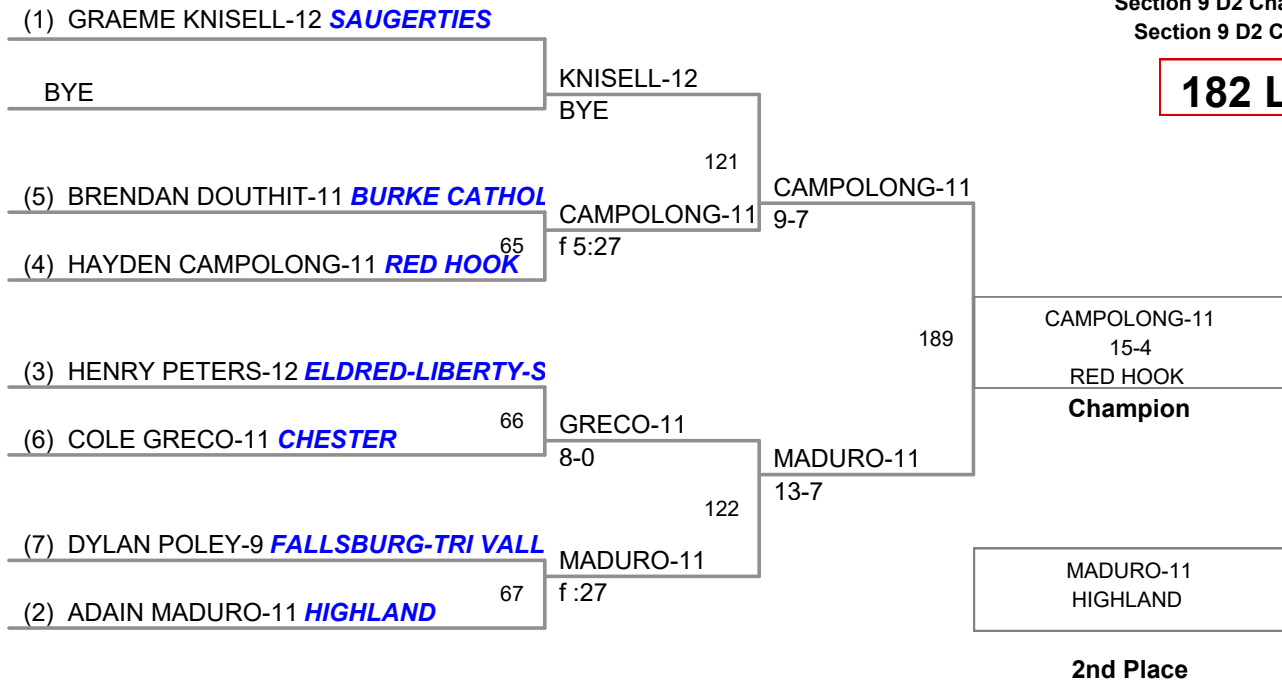 Section 9 D2 Cha
Section 9 D2 C
182 L
(1) GRAEME KNISELL-12 SAUGERTIES
BYE
KNISELL-12
BYE
121
(5) BRENDAN DOUTHIT-11 BURKE CATHOL
(4) HAYDEN CAMPOLONG-11 RED HOOK
65
CAMPOLONG-11
f 5:27
CAMPOLONG-11
9-7
189
CAMPOLONG-11
15-4
RED HOOK
Champion
(3) HENRY PETERS-12 ELDRED-LIBERTY-S
(6) COLE GRECO-11 CHESTER
66
GRECO-11
8-0
122
MADURO-11
13-7
(7) DYLAN POLEY-9 FALLSBURG-TRI VALL
(2) ADAIN MADURO-11 HIGHLAND
67
MADURO-11
f :27
MADURO-11
HIGHLAND
2nd Place